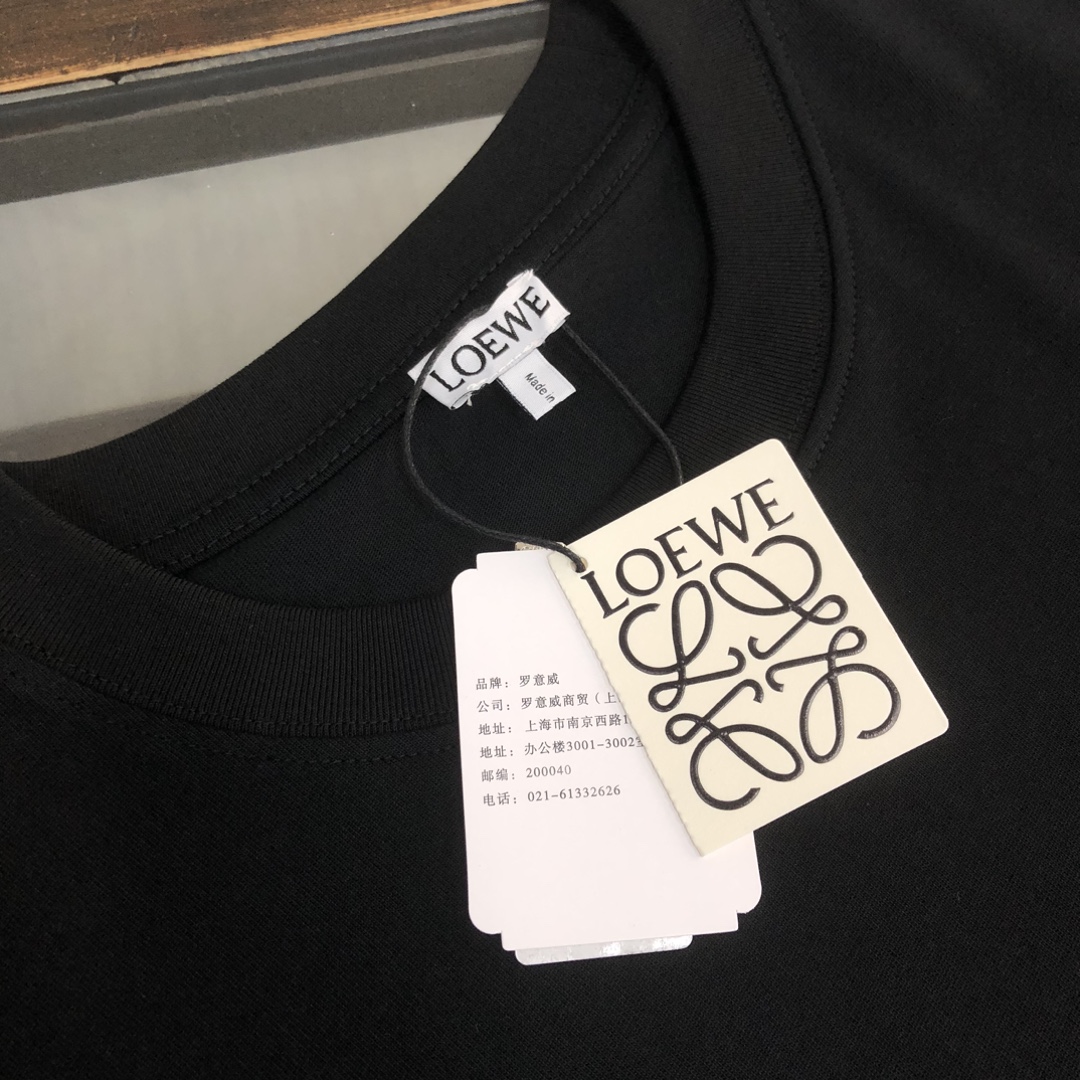 LOEWE
Made in
LOEWE
品牌：罗意威
公司：罗意威商贸（上
地址：上海市南京西路1
地址：办公楼3001-3002
邮编：200040
电话：021-61332626